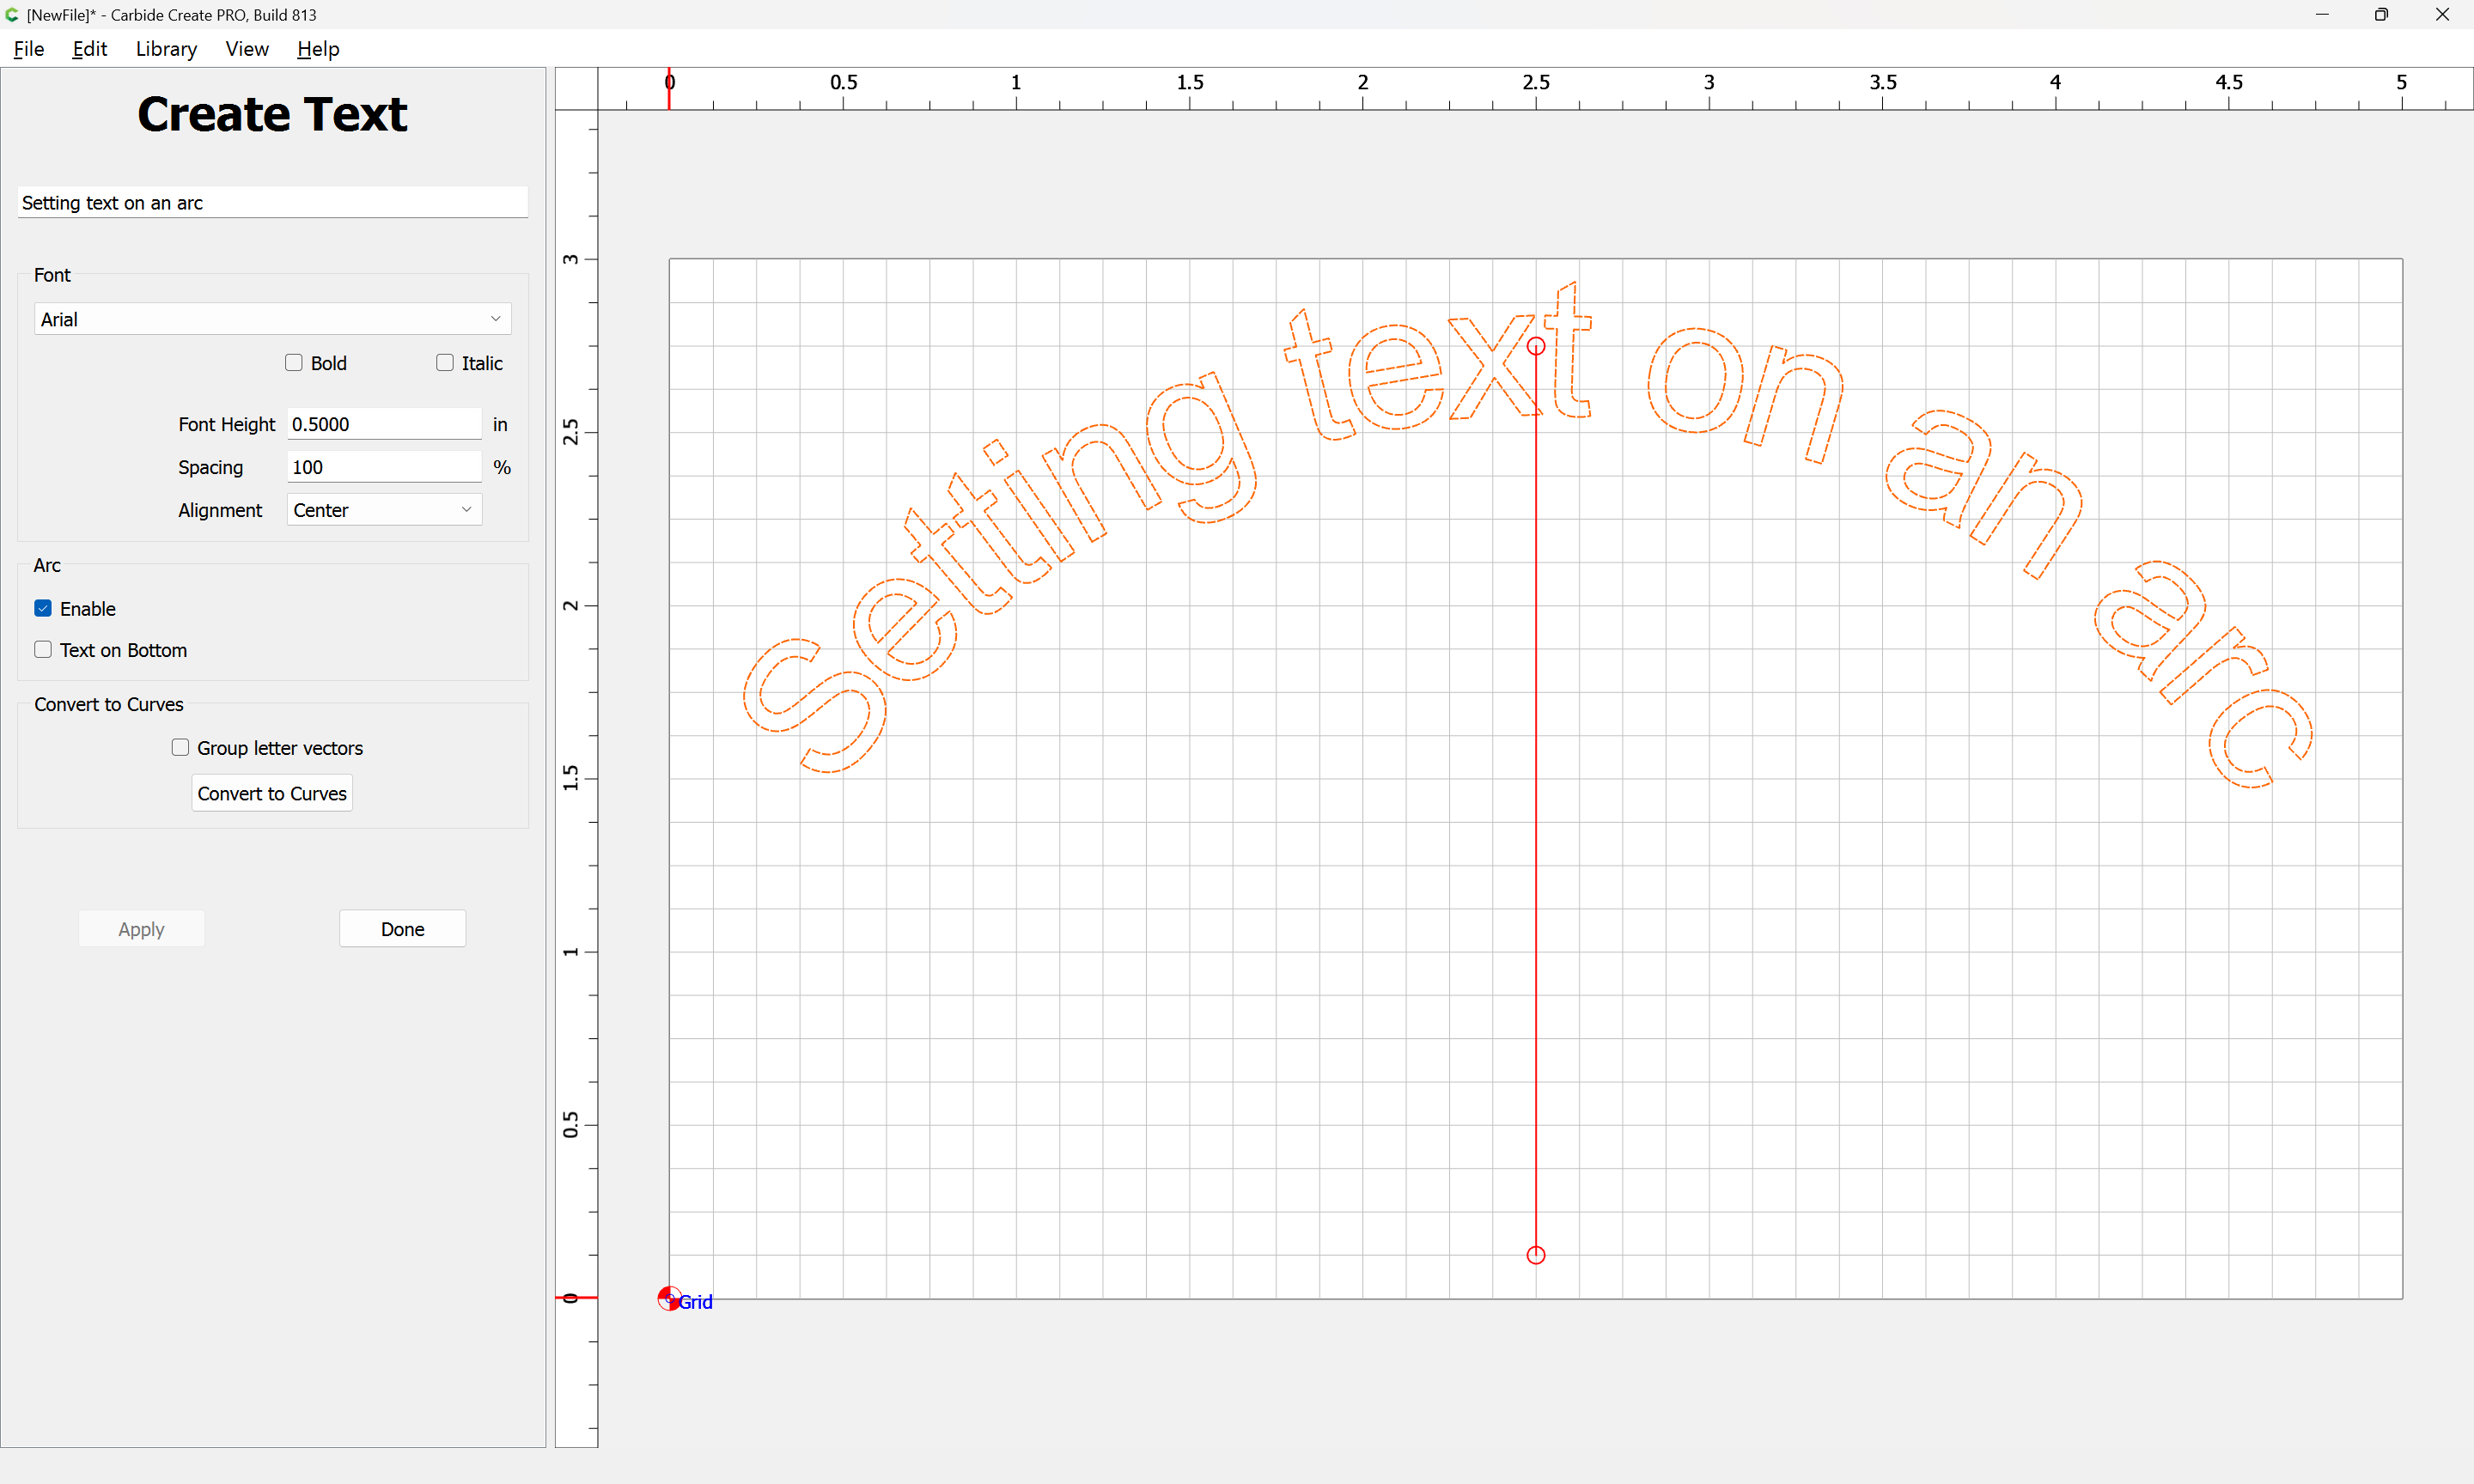 [NewFile]* - Carbide Create PRO, Build 813
File Edit Library View Help
Create Text
Setting text on an arc
Font
Arial
Bold Italic
Font Height 0.5000 in
Spacing 100 %
Alignment Center
Arc
Enable
Text on Bottom
Convert to Curves
Group letter vectors
Convert to Curves
Apply Done
0 0.5 1 1.5 2 2.5 3 3.5 4 4.5 5
3
2.5
2
1.5
1
0.5
0
Setting text on an arc
Grid